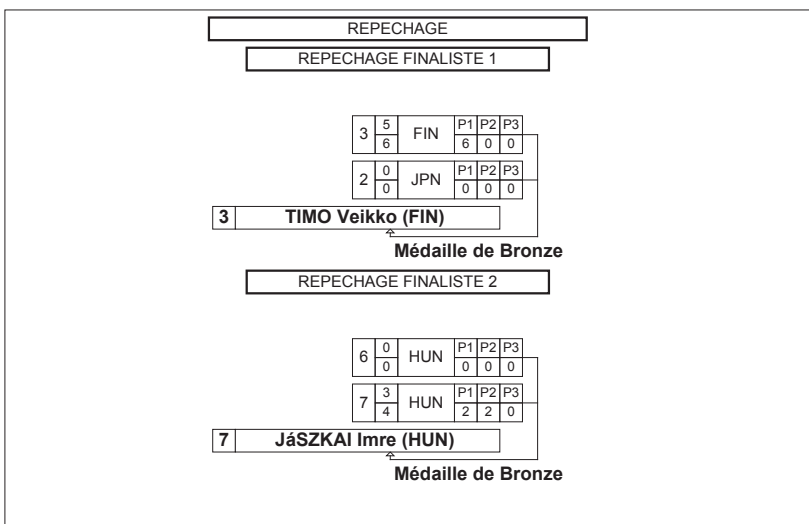 REPECHAGE
REPECHAGE FINALISTE 1
3 5 FIN P1 P2 P3
6 6 0 0
2 0 JPN P1 P2 P3
0 0 0 0
3 TIMO Veikko (FIN)
Médaille de Bronze
REPECHAGE FINALISTE 2
6 0 HUN P1 P2 P3
0 0 0 0
7 3 HUN P1 P2 P3
4 2 2 0
7 JáSZKAI Imre (HUN)
Médaille de Bronze